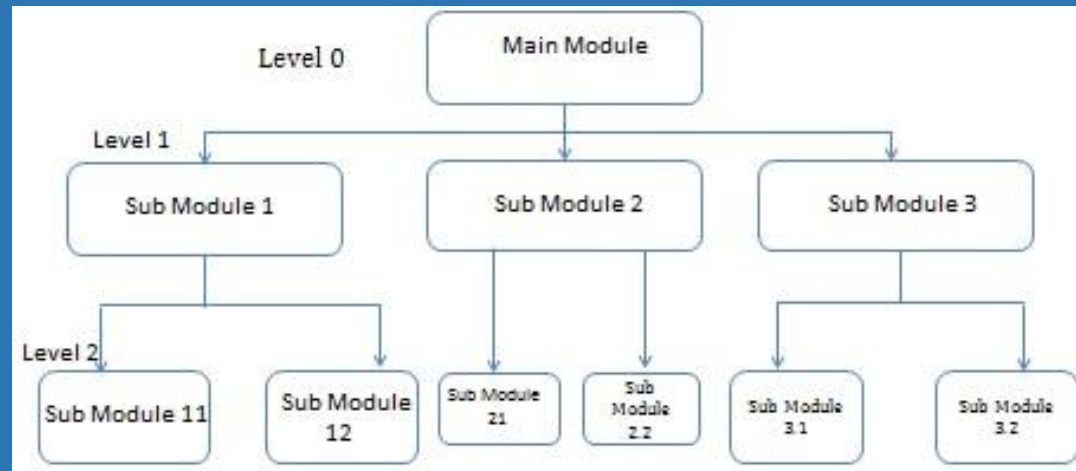 Main Module
Level 0
Level 1
Sub Module 1
Sub Module 2
Sub Module 3
Level 2
Sub Module 11
Sub Module
12
Sub Module
21
Sub
Module
2.2
Sub Module
3.1
Sub Module
3.2